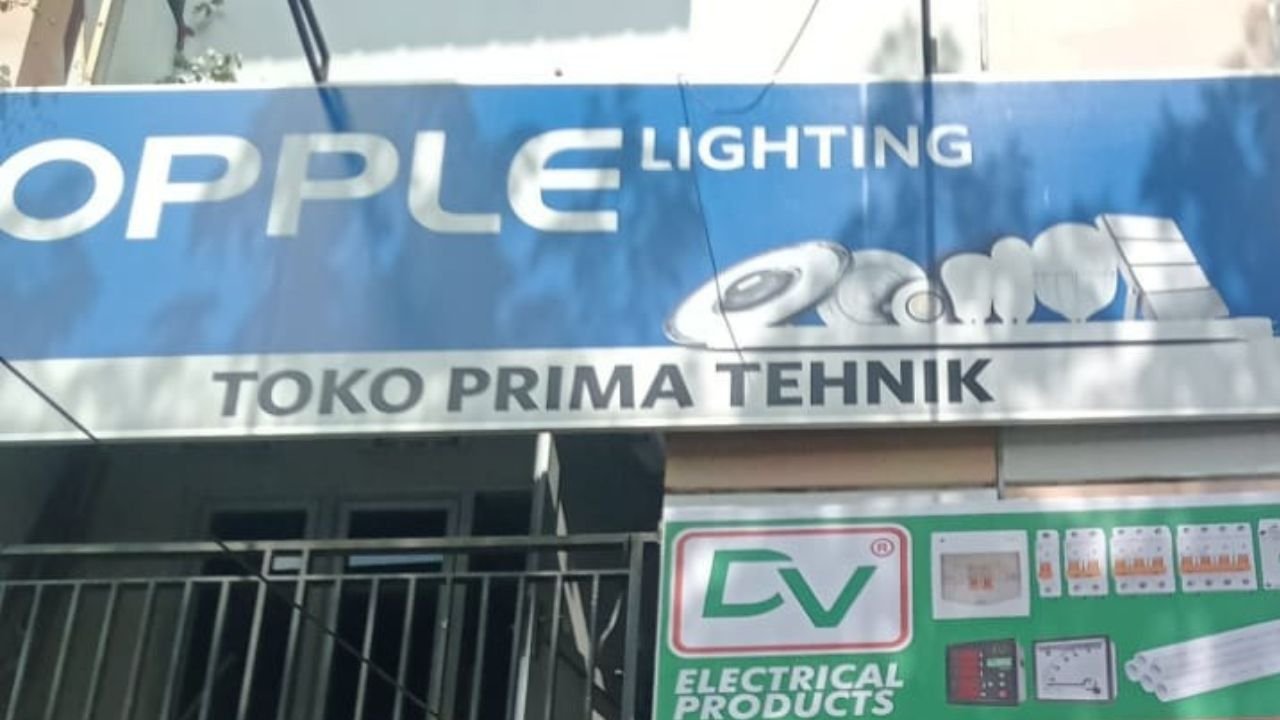 OPPLE LIGHTING
TOKO PRIMA TEHNIK
DV ®
ELECTRICAL
PRODUCTS